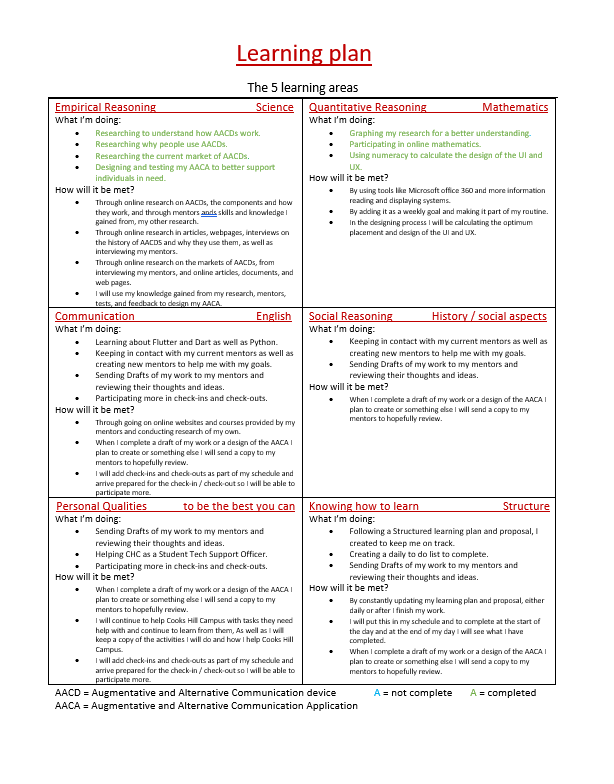 Learning plan
The 5 learning areas
Empirical Reasoning Science
What I'm doing:
• Researching to understand how AACDs work.
• Researching why people use AACDs.
• Researching the current market of AACDs.
• Designing and testing my AACA to better support
individuals in need.
How will it be met?
• Through online research on AACDs, the components and how
they work, and through mentors ands skills and knowledge I
gained from, my other research.
• Through online research in articles, webpages, interviews on
the history of AACDS and why they use them, as well as
interviewing my mentors.
• Through online research on the markets of AACDs, from
interviewing my mentors, and online articles, documents, and
web pages.
• I will use my knowledge gained from my research, mentors,
tests, and feedback to design my AACA.
Quantitative Reasoning Mathematics
What I'm doing:
• Graphing my research for a better understanding.
• Participating in online mathematics.
• Using numeracy to calculate the design of the UI and
UX.
How will it be met?
• By using tools like Microsoft office 360 and more information
reading and displaying systems.
• By adding it as a weekly goal and making it part of my routine.
• In the designing process I will be calculating the optimum
placement and design of the UI and UX.
Communication English
What I'm doing:
• Learning about Flutter and Dart as well as Python.
• Keeping in contact with my current mentors as well as
creating new mentors to help me with my goals.
• Sending Drafts of my work to my mentors and
reviewing their thoughts and ideas.
• Participating more in check-ins and check-outs.
How will it be met?
• Through going on online websites and courses provided by my
mentors and conducting research of my own.
• When I complete a draft of my work or a design of the AACA I
plan to create or something else I will send a copy to my
mentors to hopefully review.
• I will add check-ins and check-outs as part of my schedule and
arrive prepared for the check-in / check-out so I will be able to
participate more.
Social Reasoning History / social aspects
What I'm doing:
• Keeping in contact with my current mentors as well as
creating new mentors to help me with my goals.
• Sending Drafts of my work to my mentors and
reviewing their thoughts and ideas.
How will it be met?
• When I complete a draft of my work or a design of the AACA I
plan to create or something else I will send a copy to my
mentors to hopefully review.
Personal Qualities to be the best you can
What I'm doing:
• Sending Drafts of my work to my mentors and
reviewing their thoughts and ideas.
• Helping CHC as a Student Tech Support Officer.
• Participating more in check-ins and check-outs.
How will it be met?
• When I complete a draft of my work or a design of the AACA I
plan to create or something else I will send a copy to my
mentors to hopefully review.
• I will continue to help Cooks Hill Campus with tasks they need
help with and continue to learn from them, As well as I will
keep a copy of the activities I will do and how I help Cooks Hill
Campus.
• I will add check-ins and check-outs as part of my schedule and
arrive prepared for the check-in / check-out so I will be able to
participate more.
Knowing how to learn Structure
What I'm doing:
• Following a Structured learning plan and proposal, I
created to keep me on track.
• Creating a daily to do list to complete.
• Sending Drafts of my work to my mentors and
reviewing their thoughts and ideas.
How will it be met?
• By constantly updating my learning plan and proposal, either
daily or after I finish my work.
• I will put this in my schedule and to complete at the start of
the day and at the end of my day I will see what I have
completed.
• When I complete a draft of my work or a design of the AACA I
plan to create or something else I will send a copy to my
mentors to hopefully review.
AACD = Augmentative and Alternative Communication device A = not complete A = completed
AACA = Augmentative and Alternative Communication Application